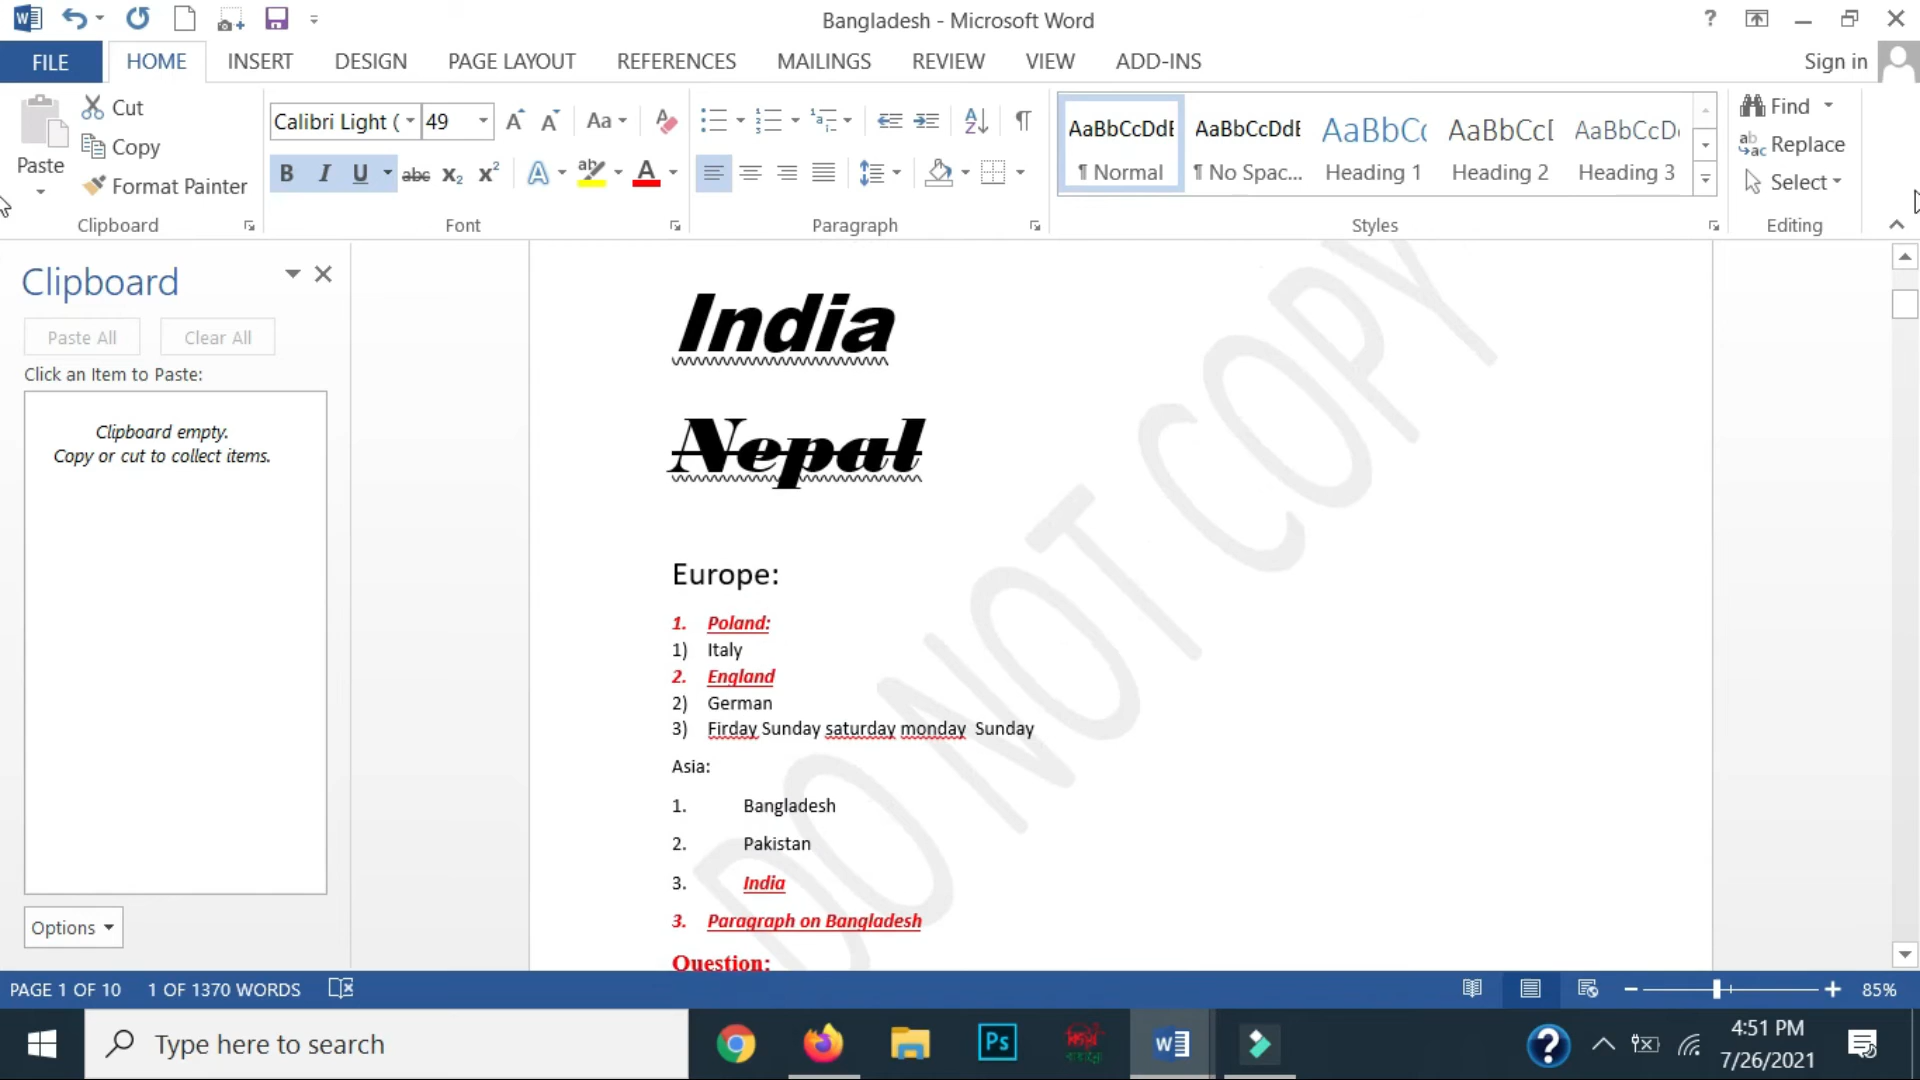 Bangladesh - Microsoft Word
FILE HOME INSERT DESIGN PAGE LAYOUT REFERENCES MAILINGS REVIEW VIEW ADD-INS Sign in
Paste
Cut
Copy
Format Painter
Clipboard
Calibri Light ( 49
Font
Paragraph
AaBbCcDdE AaBbCcDdE AaBbCc AaBbCcD AaBbCcD
¶ Normal ¶ No Spac... Heading 1 Heading 2 Heading 3
Styles
Find
Replace
Select
Editing
Clipboard
Paste All Clear All
Click an Item to Paste:
Clipboard empty.
Copy or cut to collect items.
Options
India
Nepal
Europe:
1. Poland:
1) Italy
2. England
2) German
3) Firday Sunday saturday monday Sunday
Asia:
1. Bangladesh
2. Pakistan
3. India
3. Paragraph on Bangladesh
Question:
DO NOT COPY
PAGE 1 OF 10 1 OF 1370 WORDS 85%
Type here to search
4:51 PM
7/26/2021